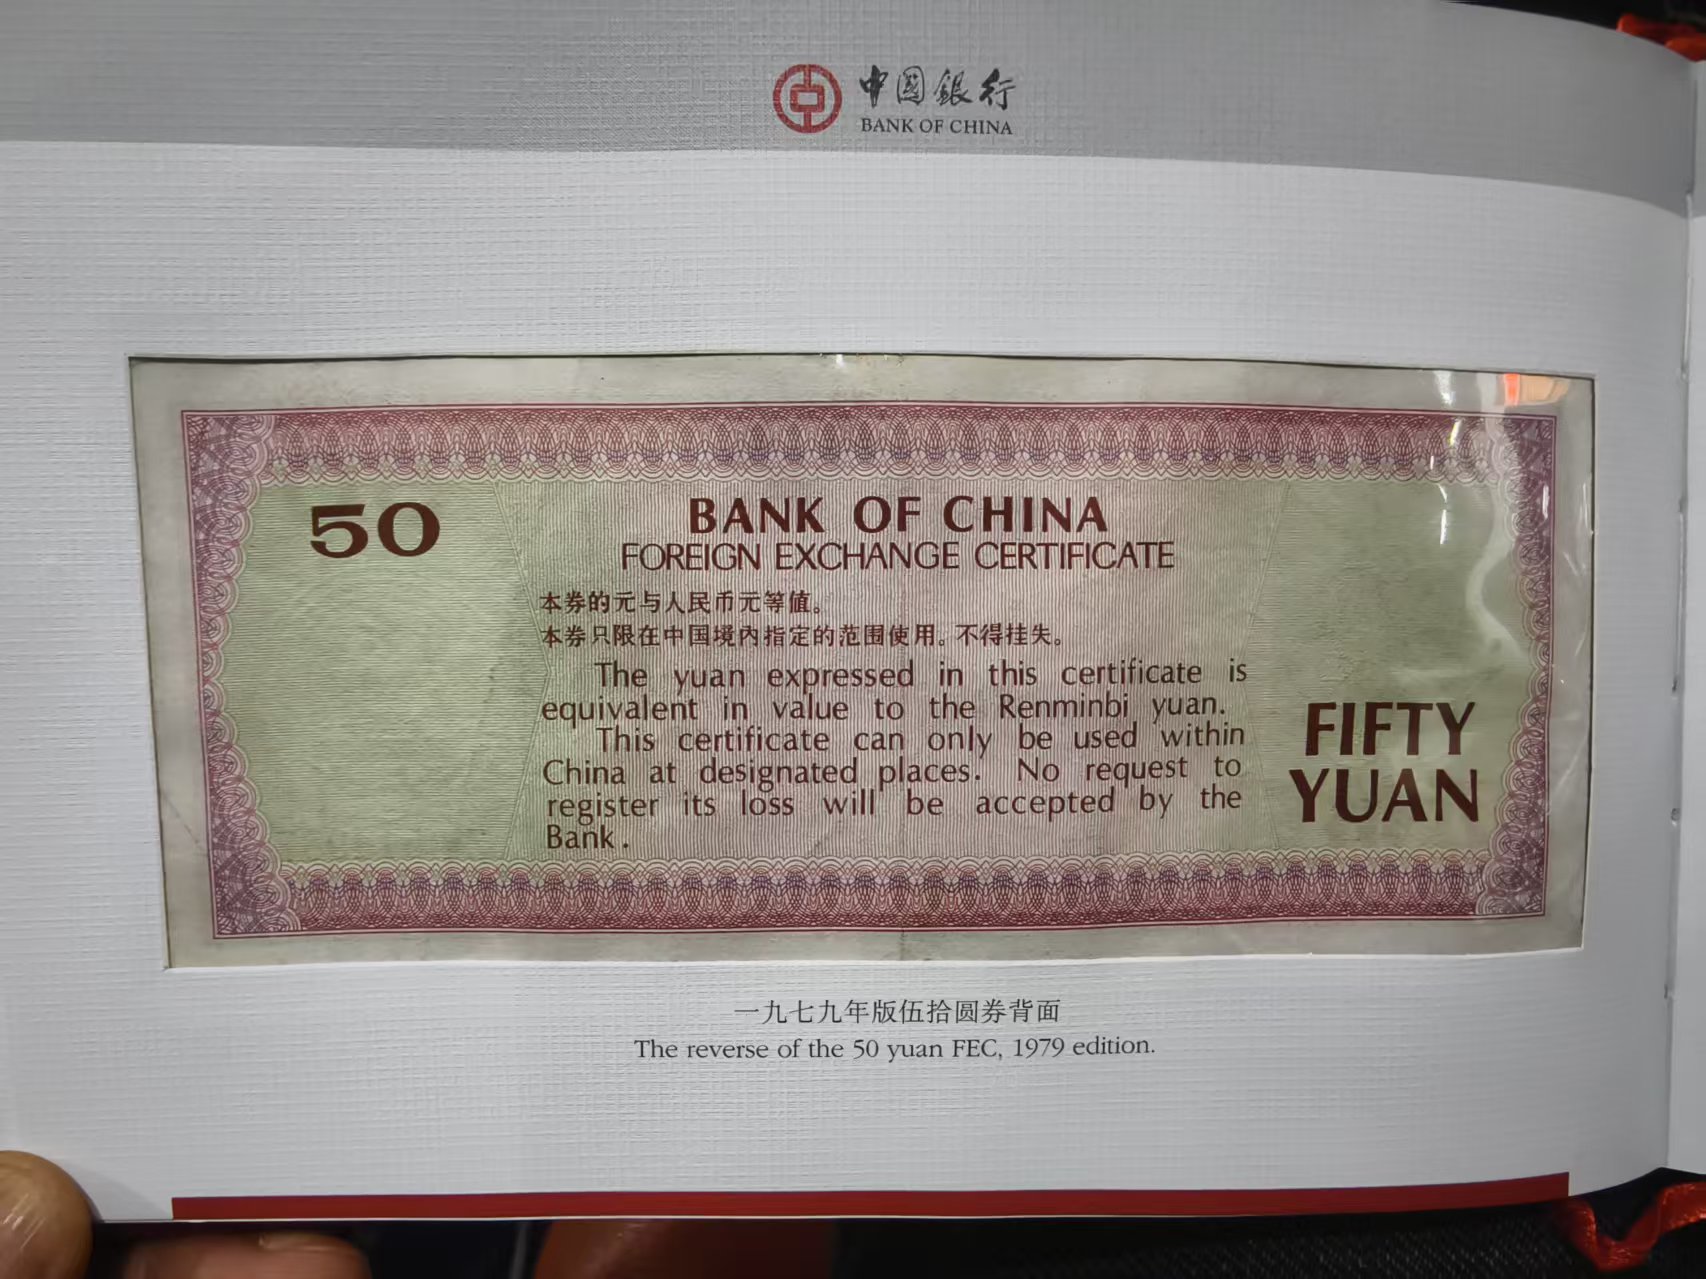 中國銀行
BANK OF CHINA
50
BANK OF CHINA
FOREIGN EXCHANGE CERTIFICATE
本券的元与人民币元等值。
本券只限在中国境内指定的范围使用。不得挂失。
The yuan expressed in this certificate is
equivalent in value to the Renminbi yuan.
This certificate can only be used within
China at designated places. No request to
register its loss will be accepted by the
Bank.
FIFTY
YUAN
一九七九年版伍拾圆券背面
The reverse of the 50 yuan FEC, 1979 edition.